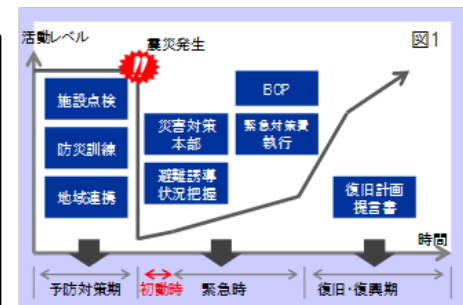 活動レベル
震災発生
図1
!!
施設点検
防災訓練
地域連携
災害対策
本部
避難誘導
状況把握
BCP
緊急対策費
執行
復旧計画
提言書
時間
予防対策期
初動時
緊急時
復旧・復興期